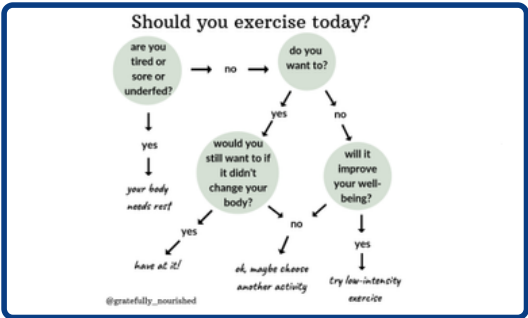 Should you exercise today?
are you
tired or
sore or
underfed?
no
do you
want to?
yes
no
yes
would you
still want to if
it didn't
change your
body?
will it
improve
your well-
being?
your body
needs rest
yes
no
yes
have at it!
ok, maybe choose
another activity
try low-intensity
exercise
@gratefully_nourished